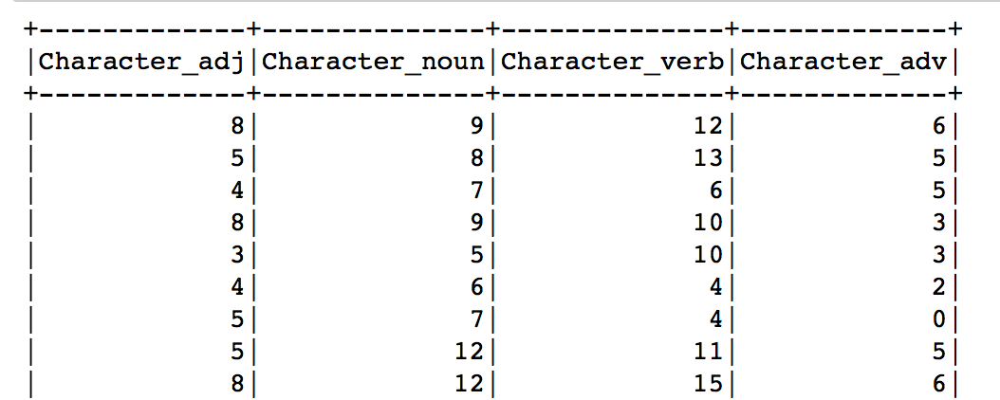 +-------------+--------------+--------------+-------------+
|Character_adj|Character_noun|Character_verb|Character_adv|
+-------------+--------------+--------------+-------------+
|            8|             9|            12|            6|
|            5|             8|            13|            5|
|            4|             7|             6|            5|
|            8|             9|            10|            3|
|            3|             5|            10|            3|
|            4|             6|             4|            2|
|            5|             7|             4|            0|
|            5|            12|            11|            5|
|            8|            12|            15|            6|